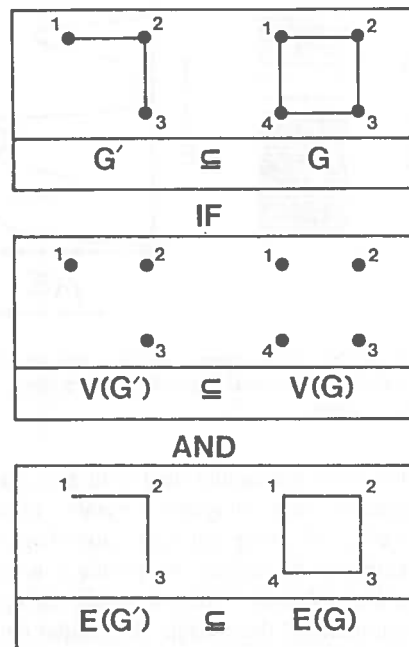 1 2 1 2
3 4 3
G′ ⊆ G
IF
1 2 1 2
3 4 3
V(G′) ⊆ V(G)
AND
1 2 1 2
3 4 3
E(G′) ⊆ E(G)